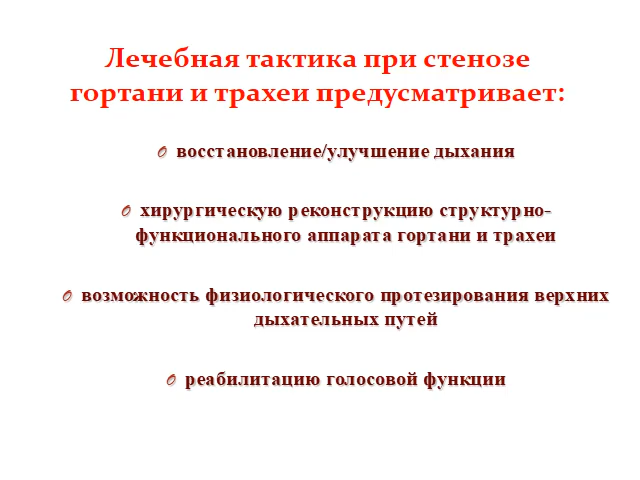 Лечебная тактика при стенозе
гортани и трахеи предусматривает:
восстановление/улучшение дыхания
хирургическую реконструкцию структурно-
функционального аппарата гортани и трахеи
возможность физиологического протезирования верхних
дыхательных путей
реабилитацию голосовой функции